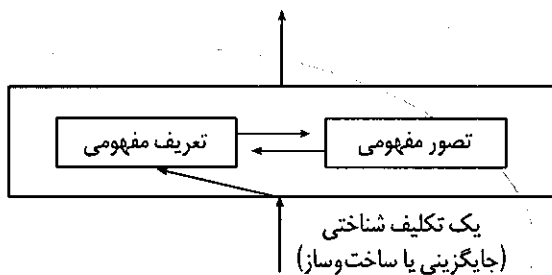 تصور مفهومی
تعریف مفهومی
یک تکلیف شناختی
(جایگزینی یا ساخت‌وساز)